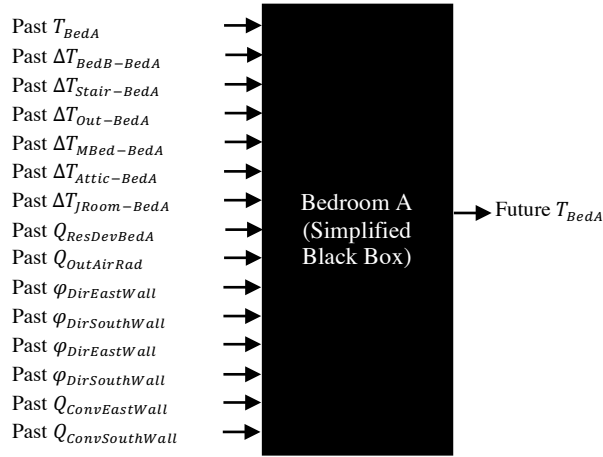 Past T_BedA
Past ΔT_BedB−BedA
Past ΔT_Stair−BedA
Past ΔT_Out−BedA
Past ΔT_MBed−BedA
Past ΔT_Attic−BedA
Past ΔT_JRoom−BedA
Past Q_ResDevBedA
Past Q_OutAirRad
Past φ_DirEastWall
Past φ_DirSouthWall
Past φ_DirEastWall
Past φ_DirSouthWall
Past Q_ConvEastWall
Past Q_ConvSouthWall
Bedroom A
(Simplified
Black Box)
Future T_BedA